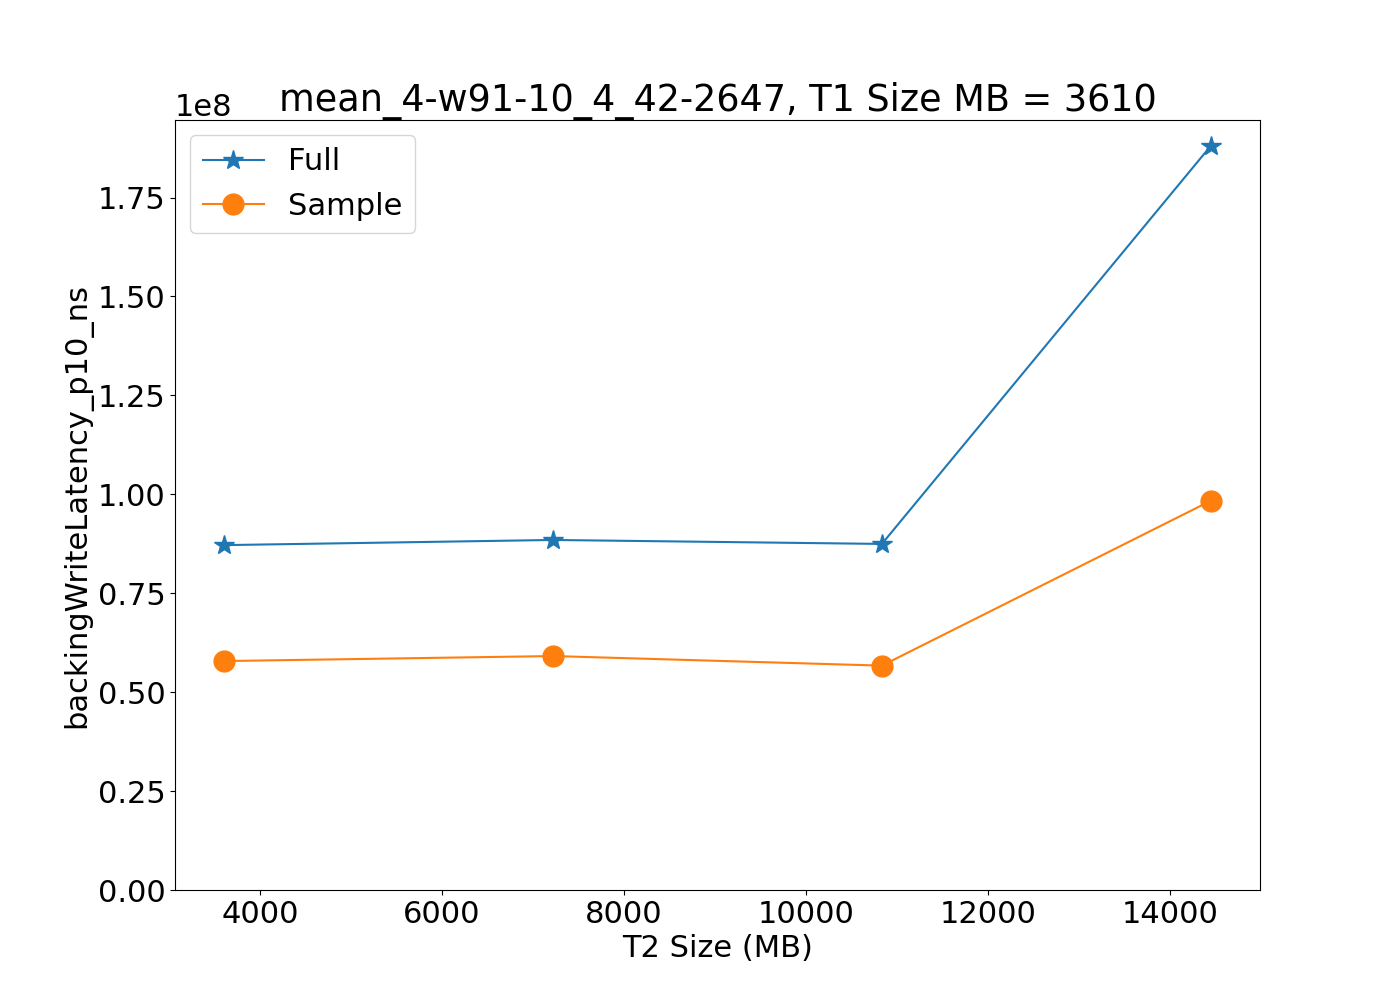 mean_4-w91-10_4_42-2647, T1 Size MB = 3610
1e8
Full
Sample
1.75
1.50
1.25
1.00
0.75
0.50
0.25
0.00
backingWriteLatency_p10_ns
4000 6000 8000 10000 12000 14000
T2 Size (MB)